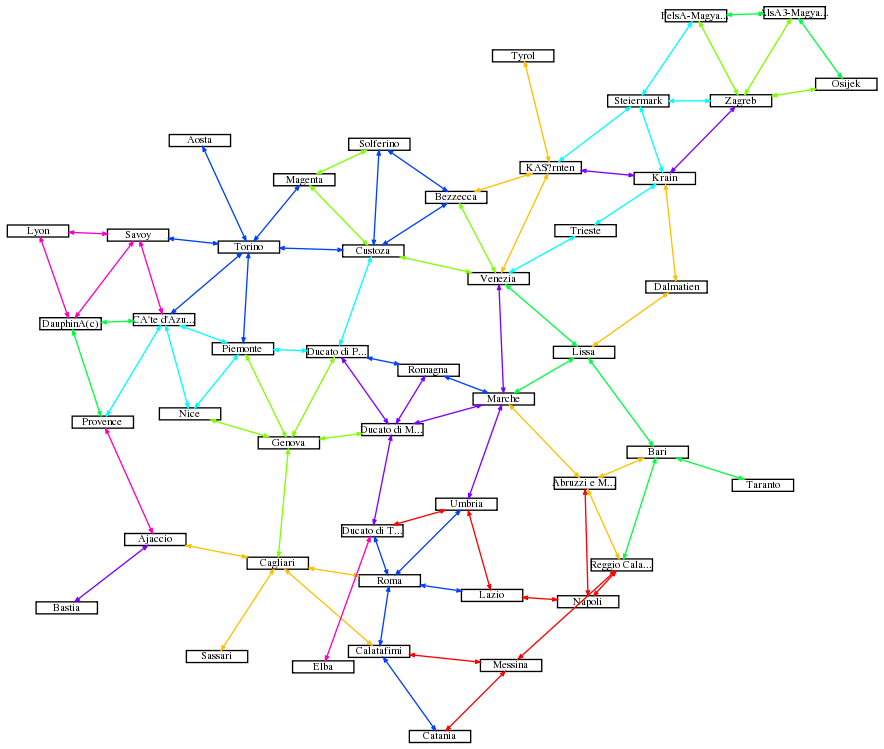 FelsA-Magya...
AlsA3-Magya...
Tyrol
Osijek
Steiermark
Zagreb
Aosta
Solferino
KAS?rnten
Magenta
Krain
Bezzecca
Lyon
Savoy
Trieste
Torino
Custoza
Venezia
Dalmatien
DauphinA(c)
CA'te d'Azu...
Piemonte
Ducato di P...
Lissa
Romagna
Marche
Provence
Nice
Ducato di M...
Genova
Bari
Abruzzi e M...
Taranto
Umbria
Ducato di T...
Ajaccio
Cagliari
Reggio Cala...
Roma
Lazio
Napoli
Bastia
Sassari
Calatafimi
Elba
Messina
Catania